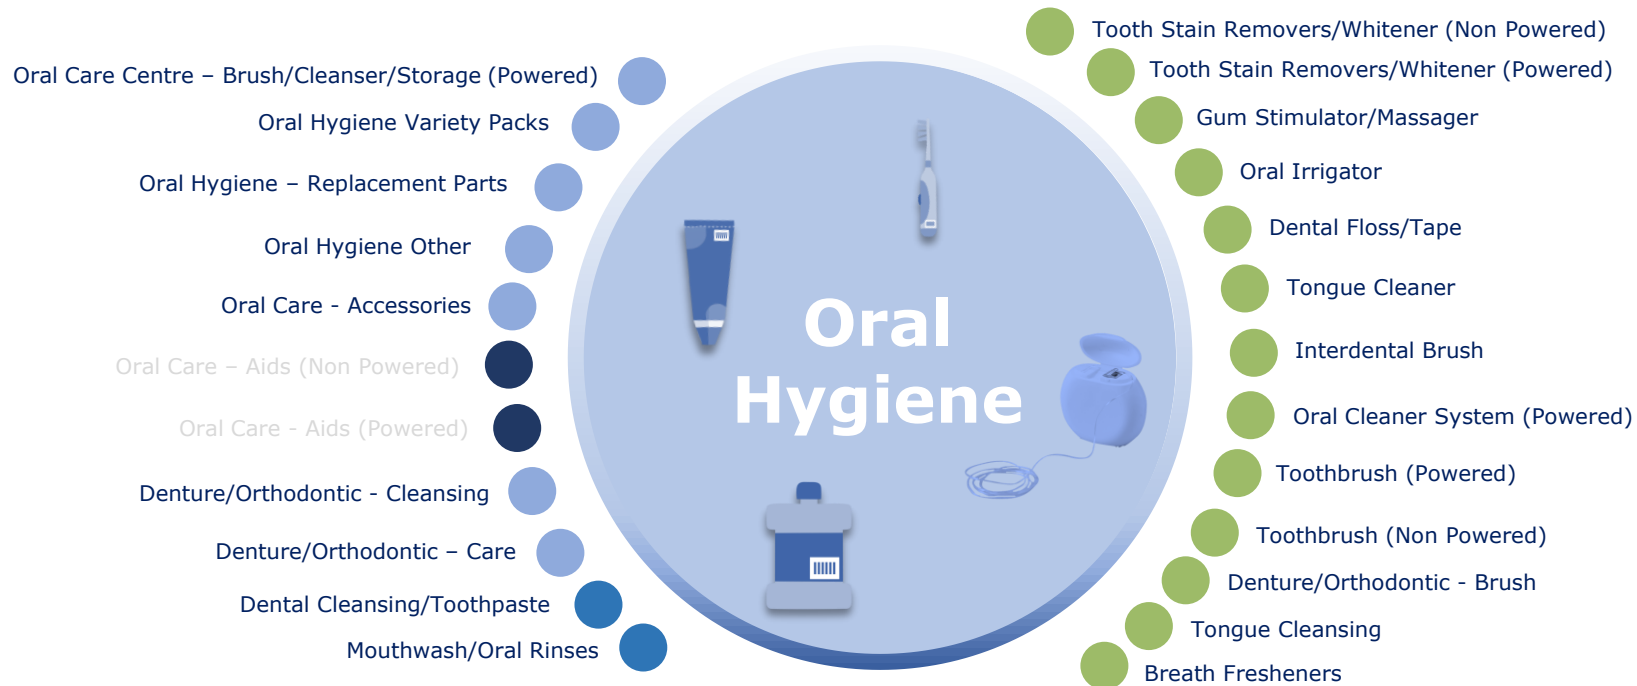 Oral Care Centre – Brush/Cleanser/Storage (Powered)
Oral Hygiene Variety Packs
Oral Hygiene – Replacement Parts
Oral Hygiene Other
Oral Care - Accessories
Oral Care – Aids (Non Powered)
Oral Care - Aids (Powered)
Denture/Orthodontic - Cleansing
Denture/Orthodontic – Care
Dental Cleansing/Toothpaste
Mouthwash/Oral Rinses
Oral
Hygiene
Tooth Stain Removers/Whitener (Non Powered)
Tooth Stain Removers/Whitener (Powered)
Gum Stimulator/Massager
Oral Irrigator
Dental Floss/Tape
Tongue Cleaner
Interdental Brush
Oral Cleaner System (Powered)
Toothbrush (Powered)
Toothbrush (Non Powered)
Denture/Orthodontic - Brush
Tongue Cleansing
Breath Fresheners